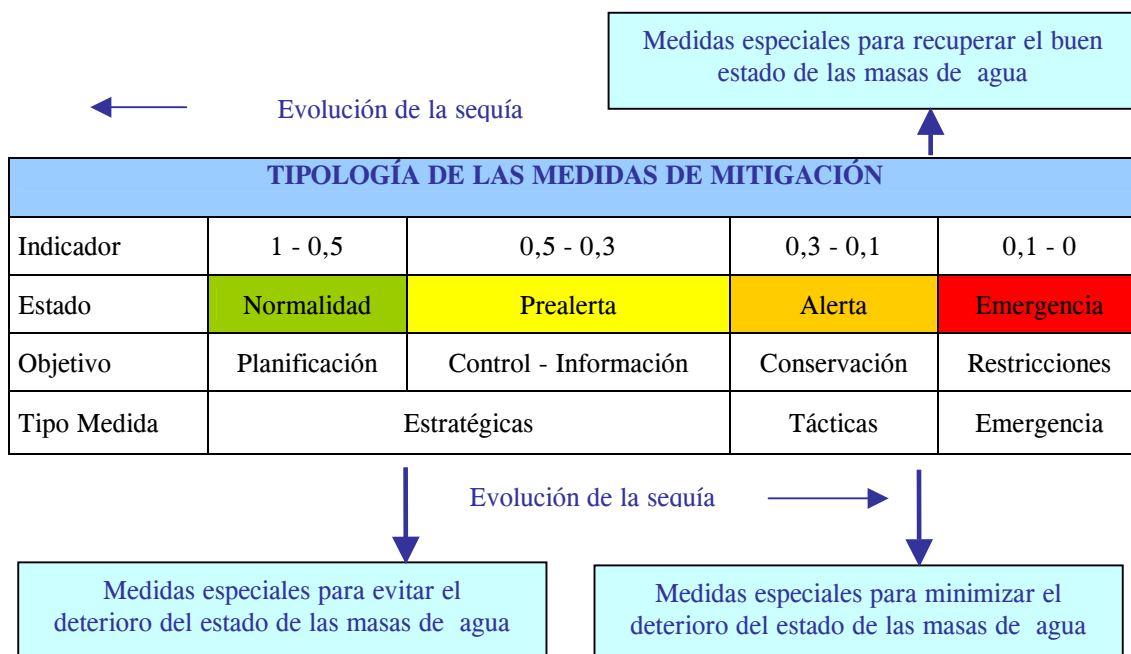 Medidas especiales para recuperar el buen
estado de las masas de agua
Evolución de la sequía
TIPOLOGÍA DE LAS MEDIDAS DE MITIGACIÓN
Indicador 1 - 0,5 0,5 - 0,3 0,3 - 0,1 0,1 - 0
Estado Normalidad Prealerta Alerta Emergencia
Objetivo Planificación Control - Información Conservación Restricciones
Tipo Medida Estratégicas Tácticas Emergencia
Evolución de la sequía
Medidas especiales para evitar el
deterioro del estado de las masas de agua
Medidas especiales para minimizar el
deterioro del estado de las masas de agua